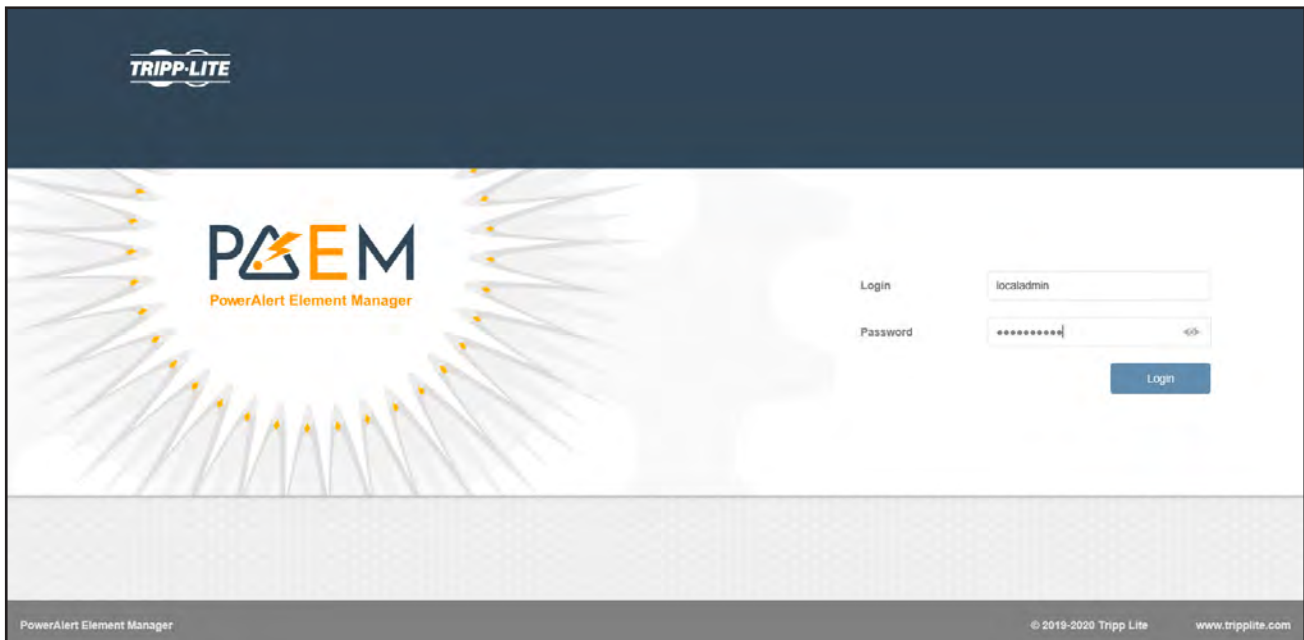 TRIPP·LITE
PAEM
PowerAlert Element Manager
Login localadmin
Password ••••••••••
Login
PowerAlert Element Manager © 2019-2020 Tripp Lite www.tripplite.com